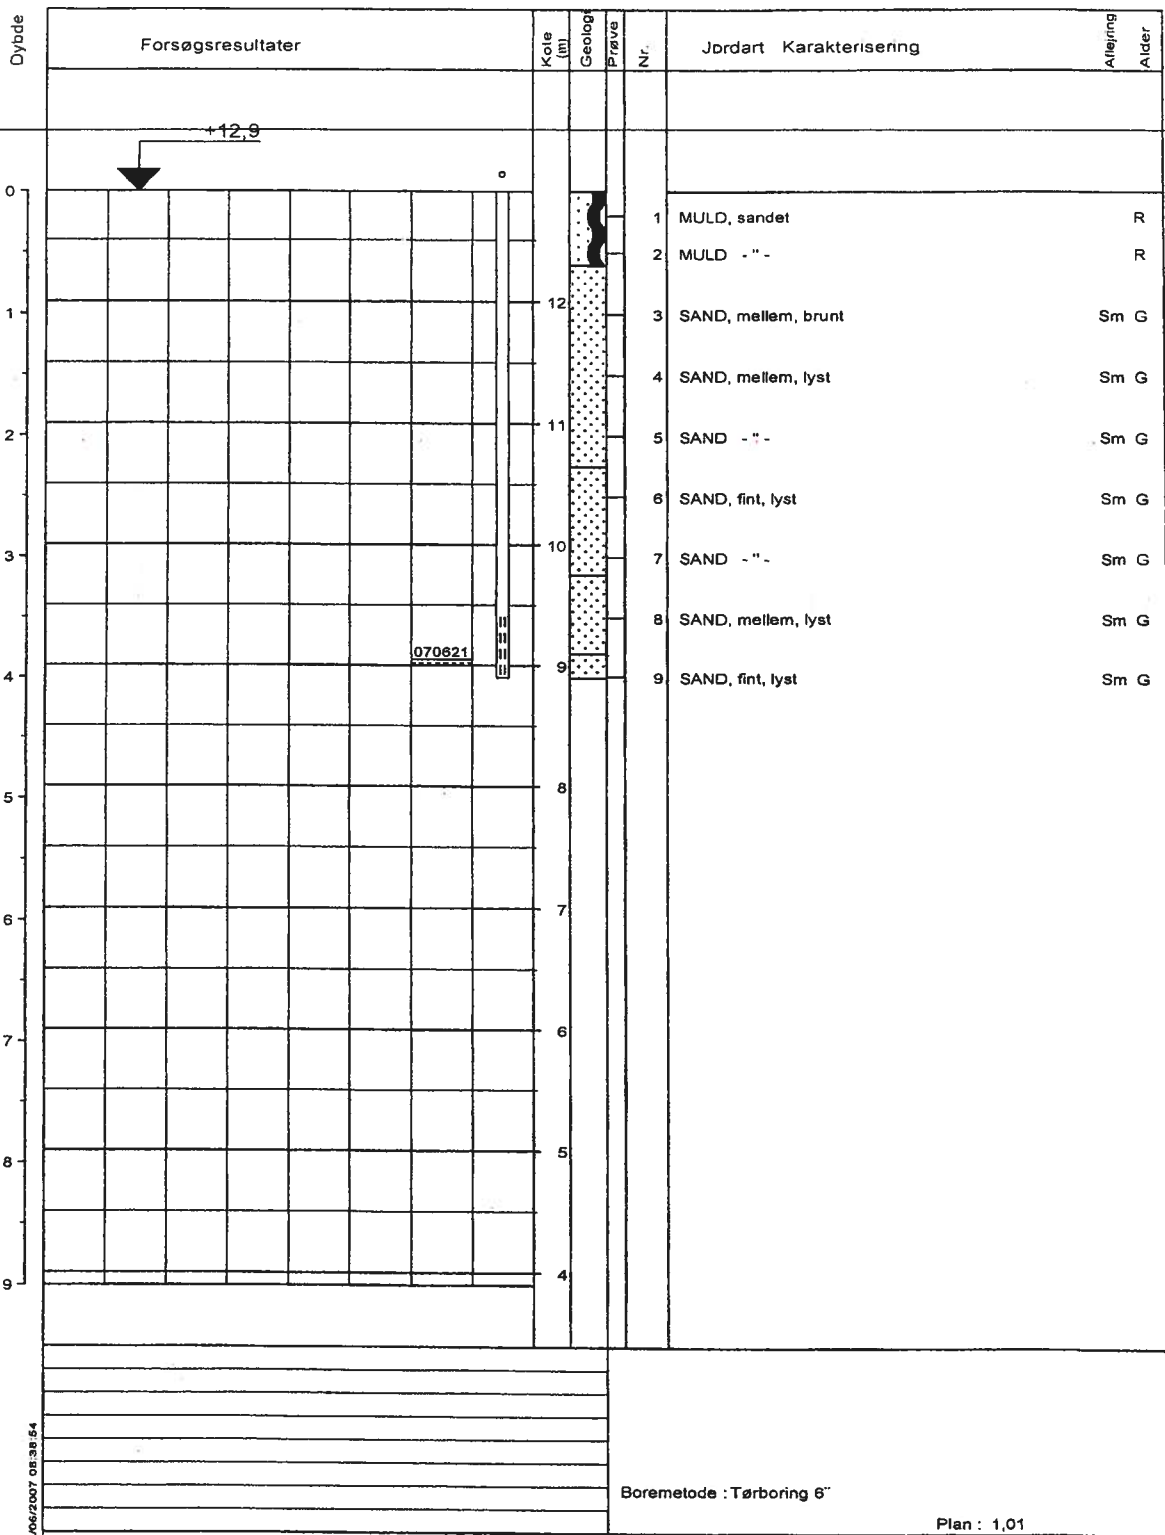 Dybde Forsøgsresultater Kote (m) Geologi Prøve Nr. Jordart Karakterisering Aflejring Alder
+12,9
0
1 MULD, sandet R
2 MULD - " - R
12
1 3 SAND, mellem, brunt Sm G
4 SAND, mellem, lyst Sm G
11
2 5 SAND - " - Sm G
6 SAND, fint, lyst Sm G
10
3 7 SAND - " - Sm G
8 SAND, mellem, lyst Sm G
070621
9
4 9 SAND, fint, lyst Sm G
8
5
7
6
6
7
5
8
4
9
/06/2007 08:38:54
Boremetode : Tørboring 6"
Plan : 1,01